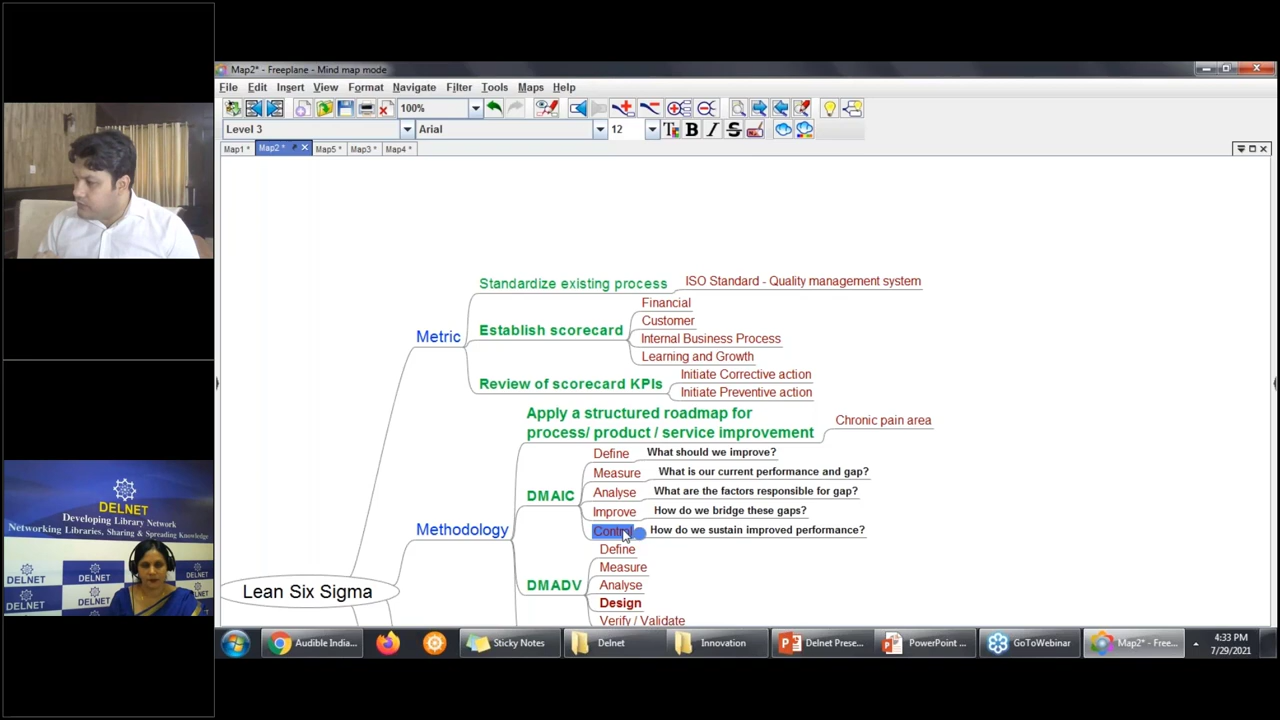 Map2* - Freeplane - Mind map mode
File Edit Insert View Format Navigate Filter Tools Maps Help
100%
Level 3 Arial 12
Map1 * Map2 * Map5 * Map3 * Map4 *
Standardize existing process
ISO Standard - Quality management system
Metric
Establish scorecard
Financial
Customer
Internal Business Process
Learning and Growth
Review of scorecard KPIs
Initiate Corrective action
Initiate Preventive action
Lean Six Sigma
Methodology
Apply a structured roadmap for
process/ product / service improvement
Chronic pain area
DMAIC
Define What should we improve?
Measure What is our current performance and gap?
Analyse What are the factors responsible for gap?
Improve How do we bridge these gaps?
Control How do we sustain improved performance?
DMADV
Define
Measure
Analyse
Design
Verify / Validate
Developing Library Network
Networking Libraries, Sharing & Spreading Knowledge
DELNET
DELNET
DELNET
DELNET
DELNET
Audible India... Sticky Notes Delnet Innovation Delnet Prese... PowerPoint ... GoToWebinar Map2* - Free...
4:33 PM
7/29/2021